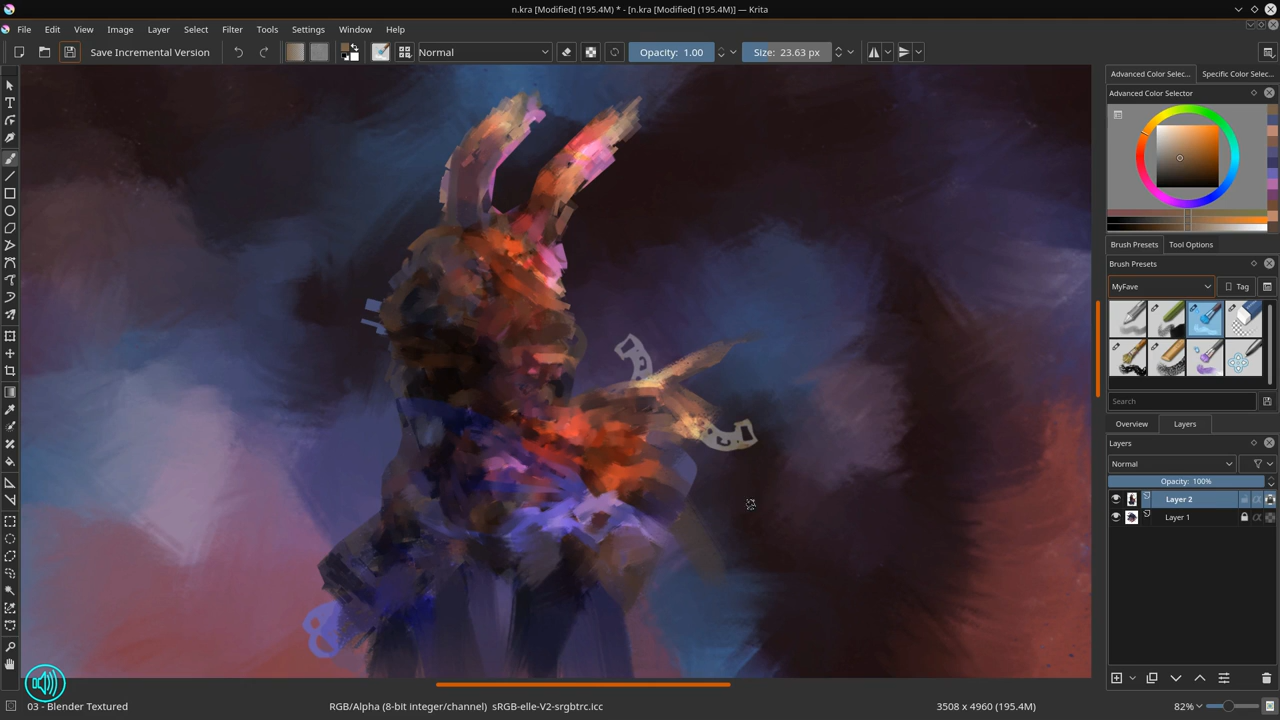 n.kra [Modified] (195.4M) * - [n.kra [Modified] (195.4M)] — Krita
File Edit View Image Layer Select Filter Tools Settings Window Help
Save Incremental Version
Normal
Opacity: 1.00
Size: 23.63 px
Advanced Color Selec...
Specific Color Selec...
Advanced Color Selector
Brush Presets
Tool Options
Brush Presets
MyFave
Tag
Search
Overview
Layers
Layers
Normal
Opacity: 100%
Layer 2
Layer 1
03 - Blender Textured
RGB/Alpha (8-bit integer/channel) sRGB-elle-V2-srgbtrc.icc
3508 x 4960 (195.4M)
82%